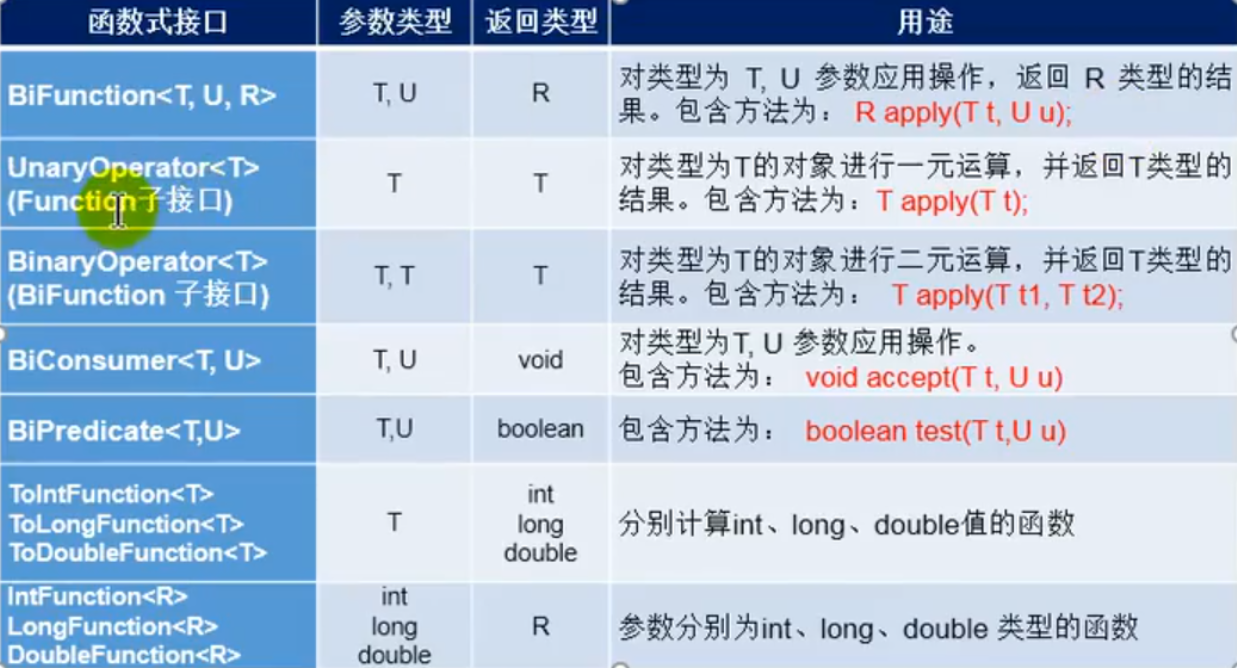 函数式接口 参数类型 返回类型 用途
BiFunction<T, U, R> T, U R 对类型为 T, U 参数应用操作，返回 R 类型的结
果。包含方法为： R apply(T t, U u);
UnaryOperator<T>
(Function子接口) T T 对类型为T的对象进行一元运算，并返回T类型的
结果。包含方法为：T apply(T t);
BinaryOperator<T>
(BiFunction 子接口) T, T T 对类型为T的对象进行二元运算，并返回T类型的
结果。包含方法为： T apply(T t1, T t2);
BiConsumer<T, U> T, U void 对类型为T, U 参数应用操作。
包含方法为： void accept(T t, U u)
BiPredicate<T,U> T,U boolean 包含方法为： boolean test(T t,U u)
ToIntFunction<T>
ToLongFunction<T>
ToDoubleFunction<T>
T
int
long
double
分别计算int、long、double值的函数
IntFunction<R>
LongFunction<R>
DoubleFunction<R>
int
long
double
R
参数分别为int、long、double 类型的函数